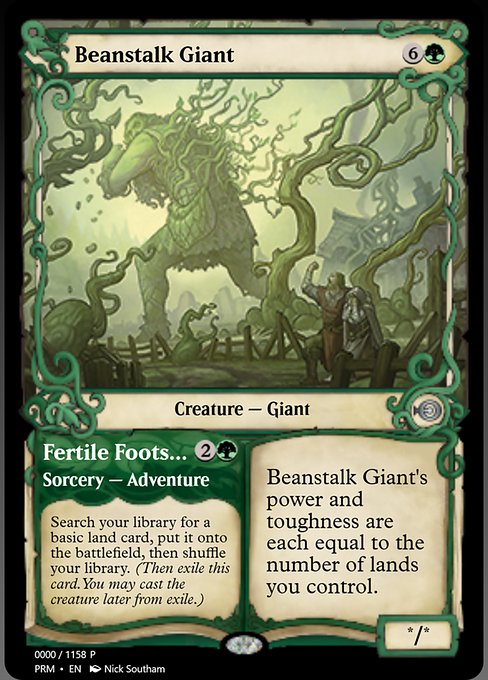 Beanstalk Giant 6
Creature — Giant
Fertile Foots... 2
Sorcery — Adventure
Search your library for a
basic land card, put it onto
the battlefield, then shuffle
your library. (Then exile this
card. You may cast the
creature later from exile.)
Beanstalk Giant's
power and
toughness are
each equal to the
number of lands
you control.
*/*
0000 / 1158 P
PRM • EN Nick Southam